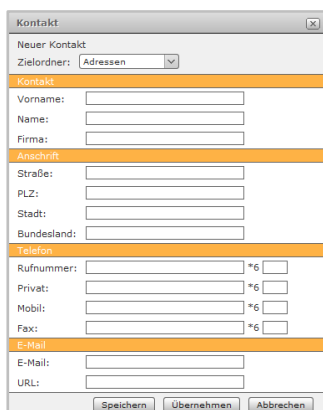 Kontakt
Neuer Kontakt
Zielordner: Adressen
Kontakt
Vorname:
Name:
Firma:
Anschrift
Straße:
PLZ:
Stadt:
Bundesland:
Telefon
Rufnummer: *6
Privat: *6
Mobil: *6
Fax: *6
E-Mail
E-Mail:
URL:
Speichern Übernehmen Abbrechen